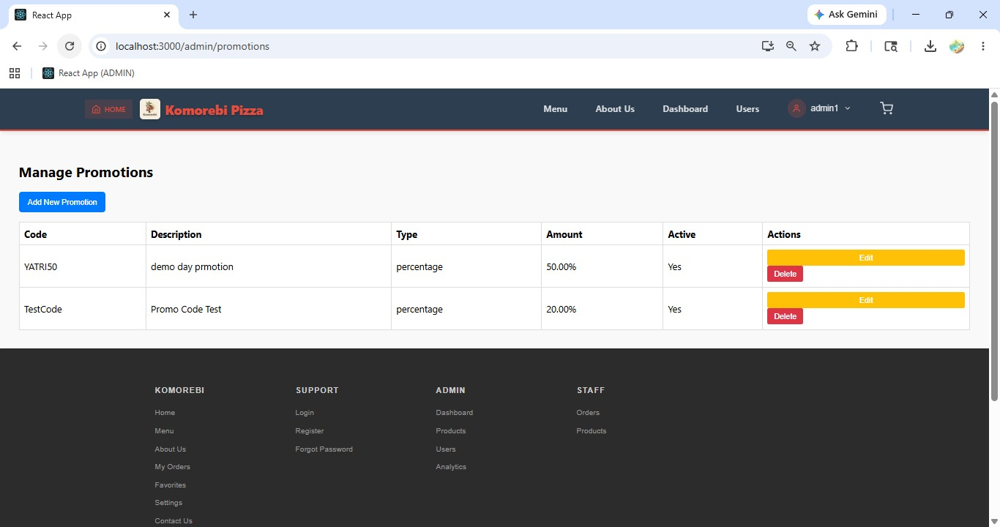 React App
Ask Gemini
localhost:3000/admin/promotions
React App (ADMIN)
HOME Komorebi Pizza Menu About Us Dashboard Users admin1
Manage Promotions
Add New Promotion
Code Description Type Amount Active Actions
YATRI50 demo day prmotion percentage 50.00% Yes Edit
Delete
TestCode Promo Code Test percentage 20.00% Yes Edit
Delete
KOMOREBI SUPPORT ADMIN STAFF
Home Login Dashboard Orders
Menu Register Products Products
About Us Forgot Password Users
My Orders Analytics
Favorites
Settings
Contact Us